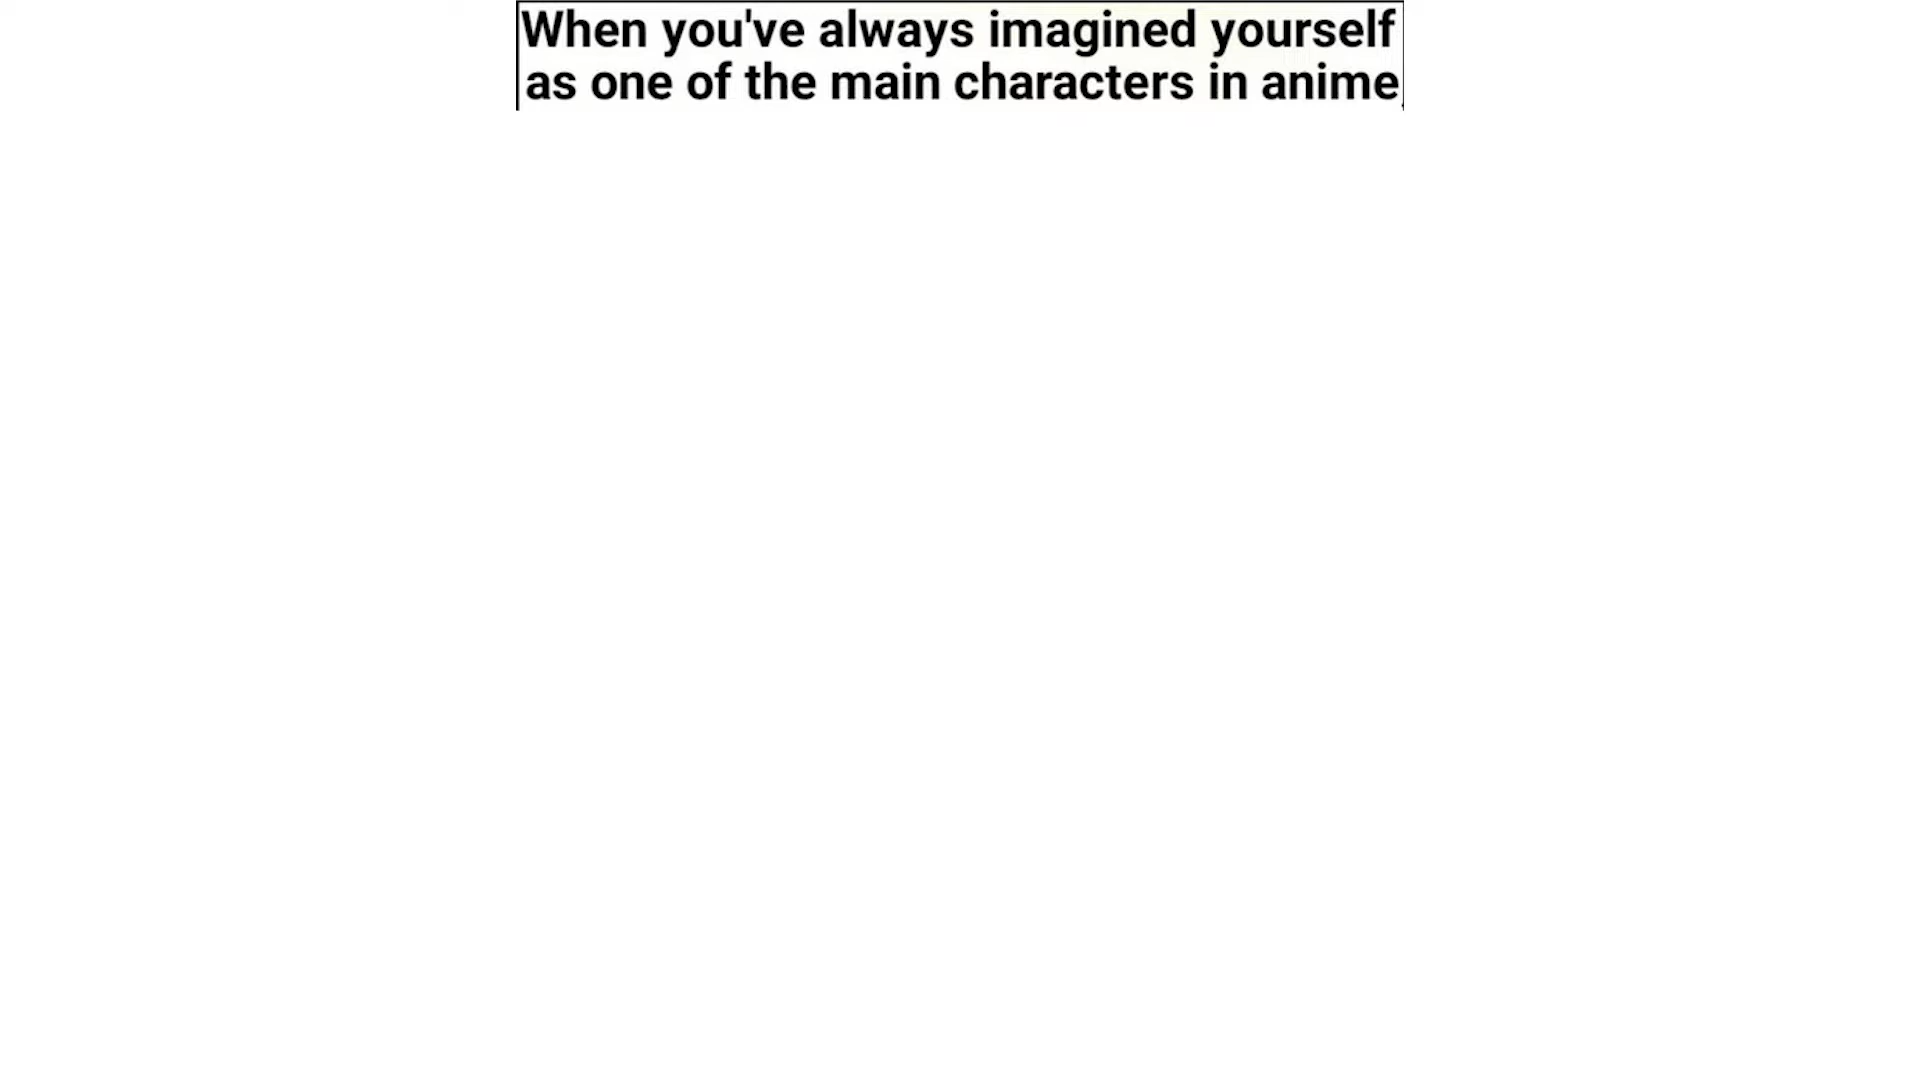 When you've always imagined yourself
as one of the main characters in anime